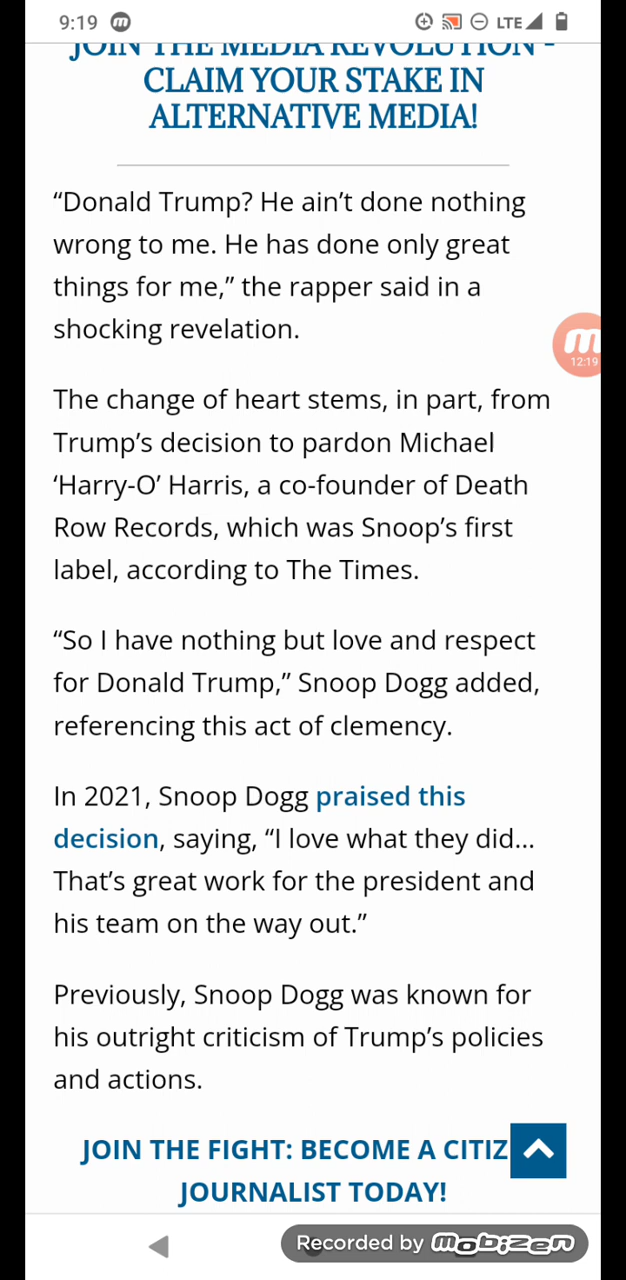 9:19
LTE
JOIN THE MEDIA REVOLUTION -
CLAIM YOUR STAKE IN
ALTERNATIVE MEDIA!
“Donald Trump? He ain’t done nothing
wrong to me. He has done only great
things for me,” the rapper said in a
shocking revelation.
12:19
The change of heart stems, in part, from
Trump’s decision to pardon Michael
‘Harry-O’ Harris, a co-founder of Death
Row Records, which was Snoop’s first
label, according to The Times.
“So I have nothing but love and respect
for Donald Trump,” Snoop Dogg added,
referencing this act of clemency.
In 2021, Snoop Dogg praised this
decision, saying, “I love what they did...
That’s great work for the president and
his team on the way out.”
Previously, Snoop Dogg was known for
his outright criticism of Trump’s policies
and actions.
JOIN THE FIGHT: BECOME A CITIZ
JOURNALIST TODAY!
Recorded by mobizen